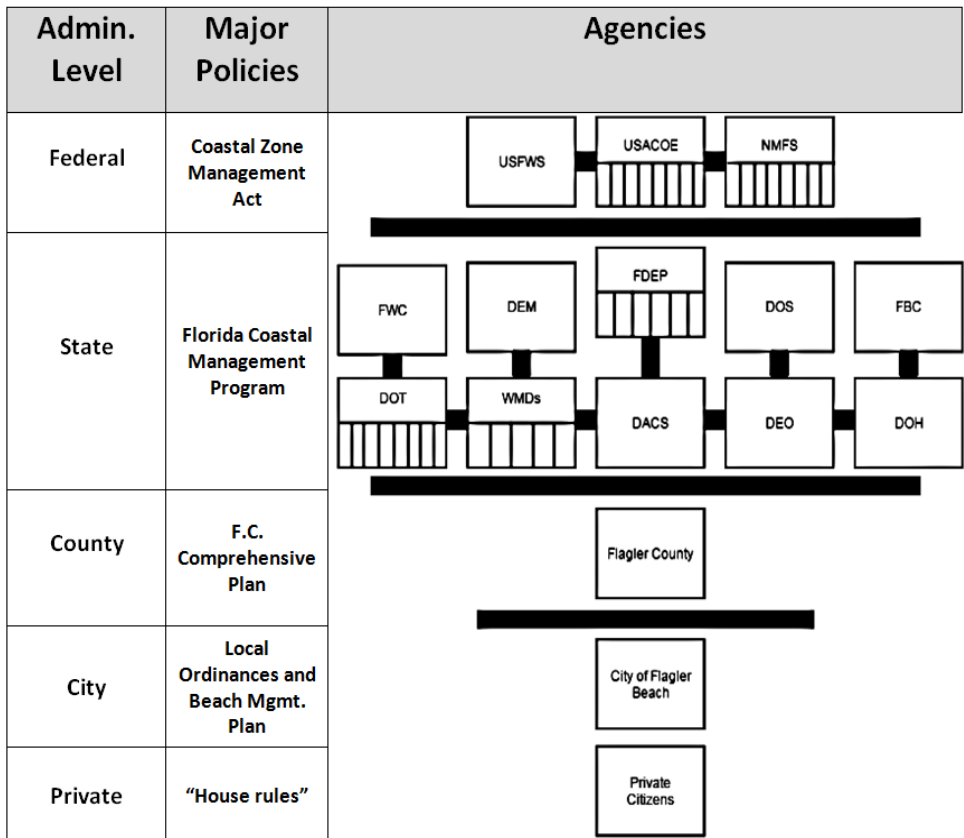 Admin.
Level
Major
Policies
Agencies
Federal
Coastal Zone
Management
Act
USFWS
USACOE
NMFS
State
Florida Coastal
Management
Program
FWC
DEM
FDEP
DOS
FBC
DOT
WMDs
DACS
DEO
DOH
County
F.C.
Comprehensive
Plan
Flagler County
City
Local
Ordinances and
Beach Mgmt.
Plan
City of Flagler
Beach
Private
“House rules”
Private
Citizens